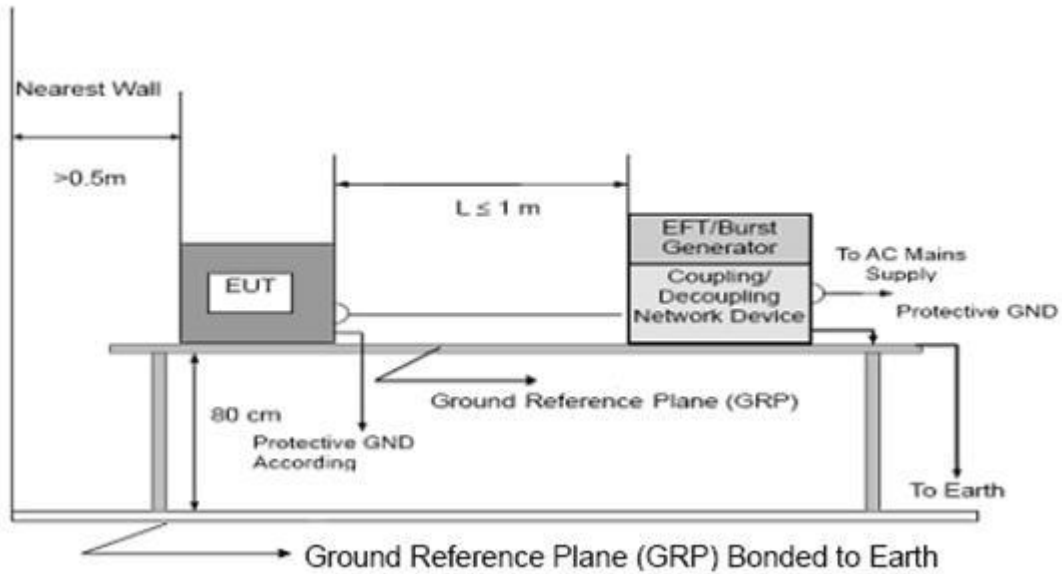 Nearest Wall
>0.5m
L ≤ 1 m
EFT/Burst
Generator
EUT
Coupling/
Decoupling
Network Device
To AC Mains
Supply
Protective GND
Ground Reference Plane (GRP)
80 cm
Protective GND
According
To Earth
Ground Reference Plane (GRP) Bonded to Earth